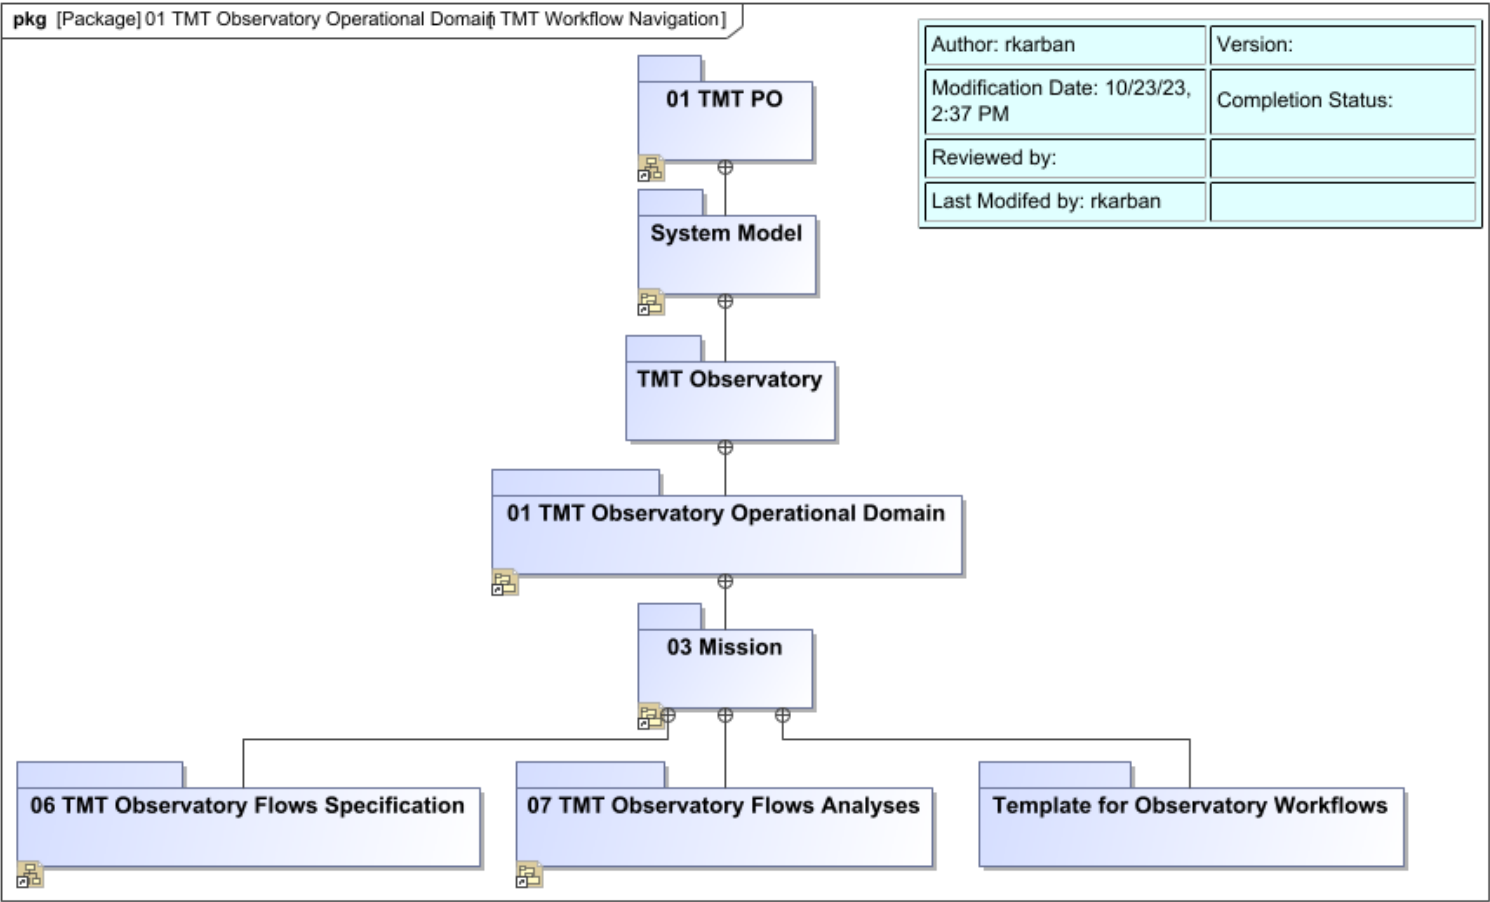 pkg [Package] 01 TMT Observatory Operational Domain[ TMT Workflow Navigation]
Author: rkarban
Version:
Modification Date: 10/23/23,
2:37 PM
Completion Status:
Reviewed by:
Last Modifed by: rkarban
01 TMT PO
System Model
TMT Observatory
01 TMT Observatory Operational Domain
03 Mission
06 TMT Observatory Flows Specification
07 TMT Observatory Flows Analyses
Template for Observatory Workflows